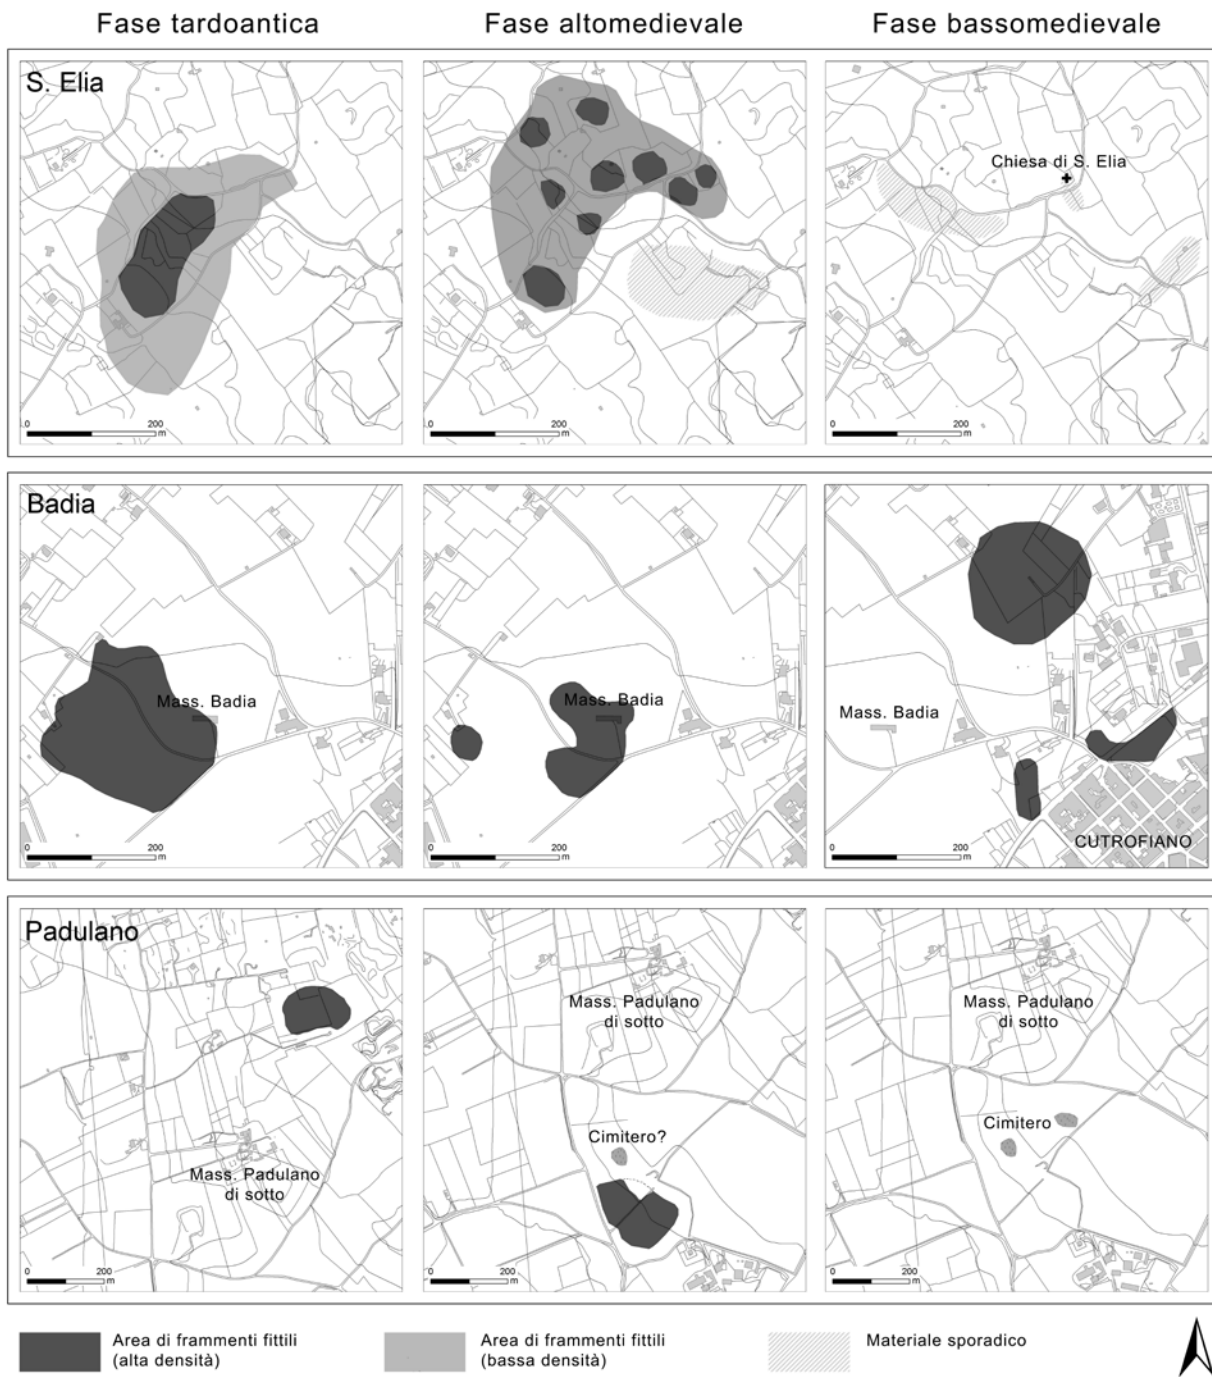 Fase tardoantica
Fase altomedievale
Fase bassomedievale
S. Elia
0 200 m
0 200 m
Chiesa di S. Elia
0 200 m
Badia
Mass. Badia
0 200 m
Mass. Badia
0 200 m
Mass. Badia
CUTROFIANO
0 200 m
Padulano
Mass. Padulano
di sotto
0 200 m
Mass. Padulano
di sotto
Cimitero?
0 200 m
Mass. Padulano
di sotto
Cimitero
0 200 m
Area di frammenti fittili
(alta densità)
Area di frammenti fittili
(bassa densità)
Materiale sporadico